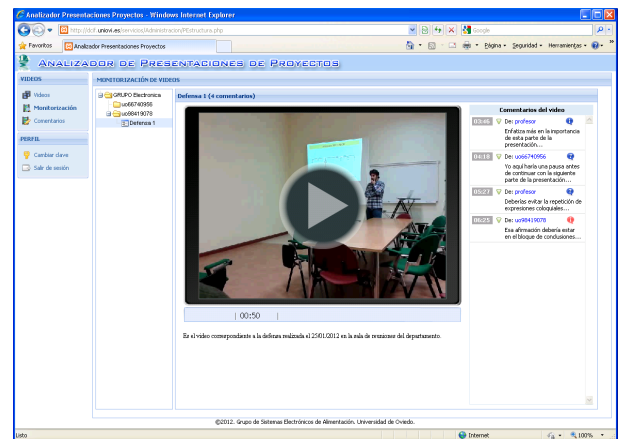 Analizador Presentaciones Proyectos - Windows Internet Explorer
http://dcif.uniovi.es/servicios/Administracion/PEstructura.php
Google
Favoritos
Analizador Presentaciones Proyectos
Página
Seguridad
Herramientas
ANALIZADOR DE PRESENTACIONES DE PROYECTOS
VIDEOS
Videos
Monitorización
Comentarios
PERFIL
Cambiar clave
Salir de sesión
MONITORIZACIÓN DE VIDEOS
GRUPO Electronica
uo66740956
uo98419078
Defensa 1
Defensa 1 (4 comentarios)
00:50
Es el video correspondiente a la defensa realizada el 25/01/2012 en la sala de reuniones del departamento.
Comentarios del video
03:46 De: profesor
Enfatiza más en la importancia
de esta parte de la
presentación...
04:18 De: uo66740956
Yo aquí haría una pausa antes
de continuar con la siguiente
parte de la presentación...
05:27 De: profesor
Deberías evitar la repetición de
expresiones coloquiales...
06:25 De: uo98419078
Esa afirmación debería estar
en el bloque de conclusiones...
©2012. Grupo de Sistemas Electrónicos de Alimentación. Universidad de Oviedo.
Listo
Internet
100%